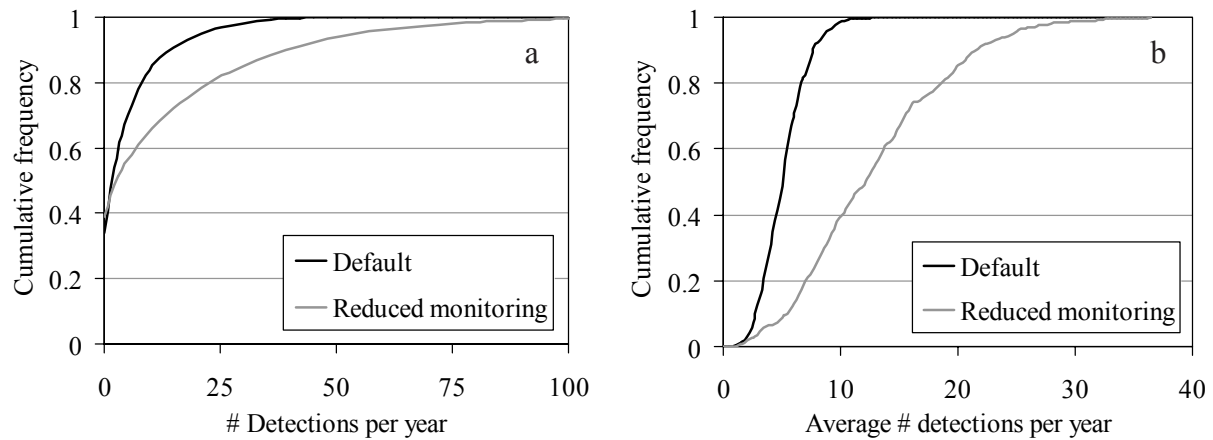 Cumulative frequency
1
0.8
0.6
0.4
0.2
0
a
Default
Reduced monitoring
0 25 50 75 100
# Detections per year
Cumulative frequency
1
0.8
0.6
0.4
0.2
0
b
Default
Reduced monitoring
0 10 20 30 40
Average # detections per year